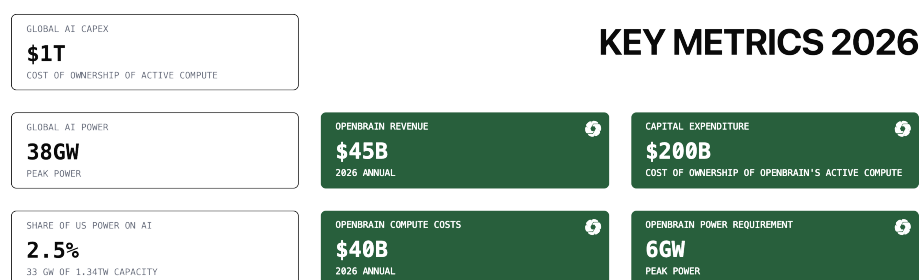 GLOBAL AI CAPEX
$1T
COST OF OWNERSHIP OF ACTIVE COMPUTE
KEY METRICS 2026
GLOBAL AI POWER
38GW
PEAK POWER
OPENBRAIN REVENUE
$45B
2026 ANNUAL
CAPITAL EXPENDITURE
$200B
COST OF OWNERSHIP OF OPENBRAIN'S ACTIVE COMPUTE
SHARE OF US POWER ON AI
2.5%
33 GW OF 1.34TW CAPACITY
OPENBRAIN COMPUTE COSTS
$40B
2026 ANNUAL
OPENBRAIN POWER REQUIREMENT
6GW
PEAK POWER